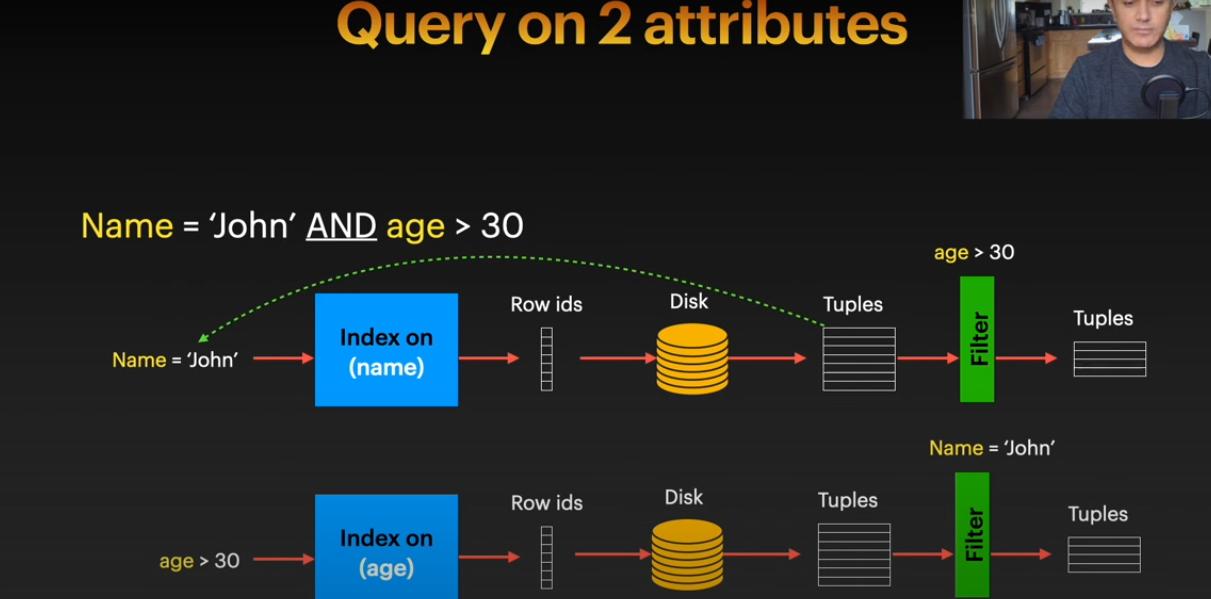 Query on 2 attributes
Name = ‘John’ AND age > 30
age > 30
Row ids
Disk
Tuples
Tuples
Name = ‘John’
Index on
(name)
Filter
Name = ‘John’
Row ids
Disk
Tuples
Tuples
age > 30
Index on
(age)
Filter